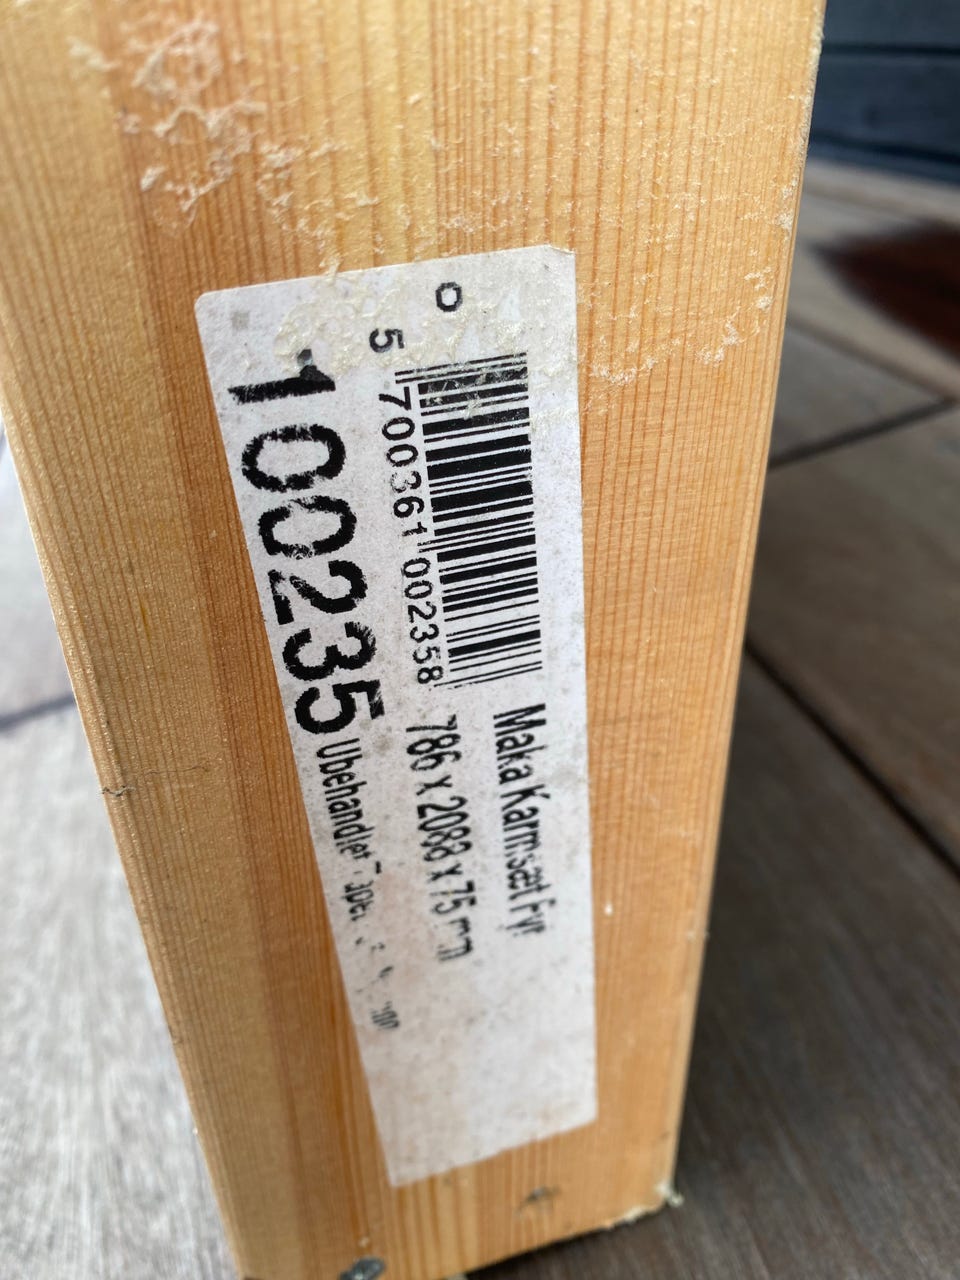 Maka Karmsæt Fyr
786 x 2088 x 75 mm
0
5 700361 002358
100235
Ubehandlet